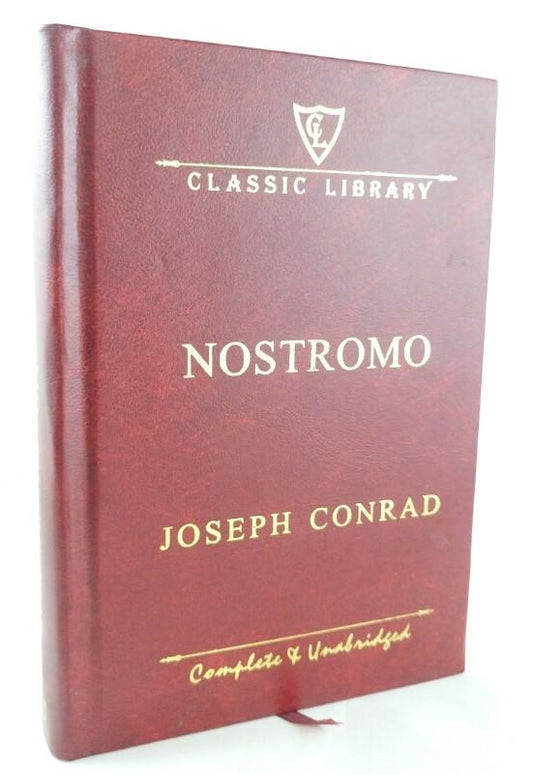 CL
CLASSIC LIBRARY
NOSTROMO
JOSEPH CONRAD
Complete & Unabridged